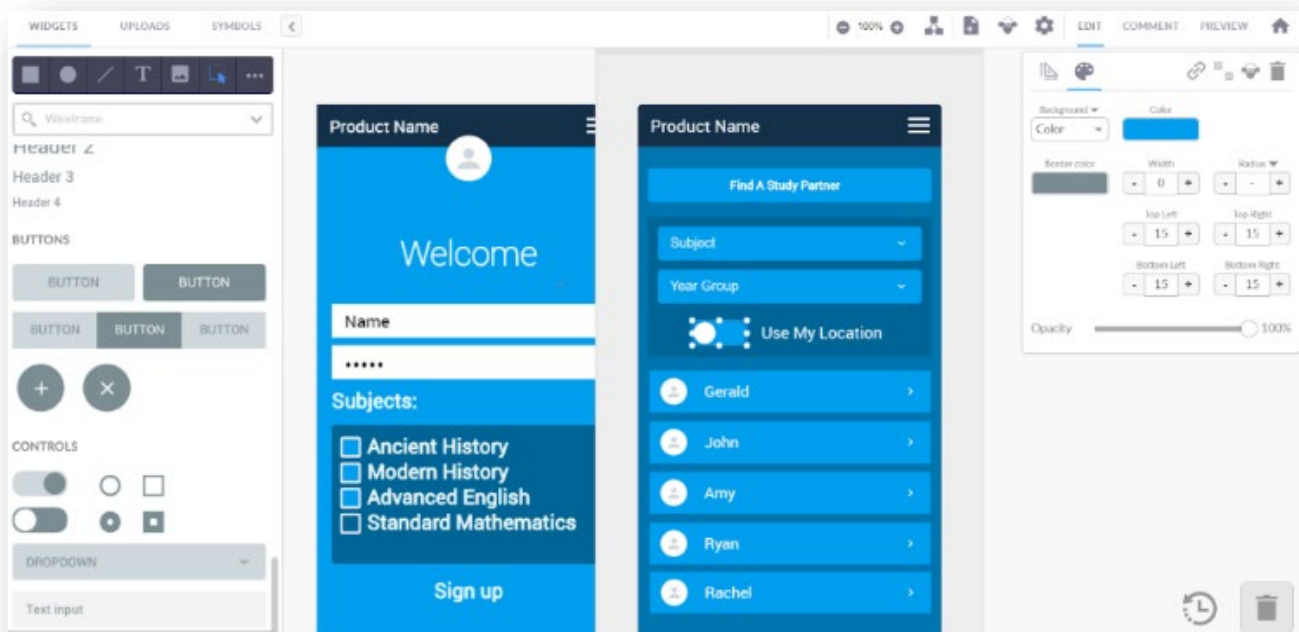 WIDGETS UPLOADS SYMBOLS
100%
EDIT COMMENT PREVIEW
T
Wireframe
Header 2
Header 3
Header 4
BUTTONS
BUTTON BUTTON
BUTTON BUTTON BUTTON
CONTROLS
DROPDOWN
Text input
Product Name
Welcome
Name
Subjects:
Ancient History
Modern History
Advanced English
Standard Mathematics
Sign up
Product Name
Find A Study Partner
Subject
Year Group
Use My Location
Gerald
John
Amy
Ryan
Rachel
Background Color
Color
Border color Width Radius
- 0 + - - +
Top Left Top Right
- 15 + - 15 +
Bottom Left Bottom Right
- 15 + - 15 +
Opacity 100%